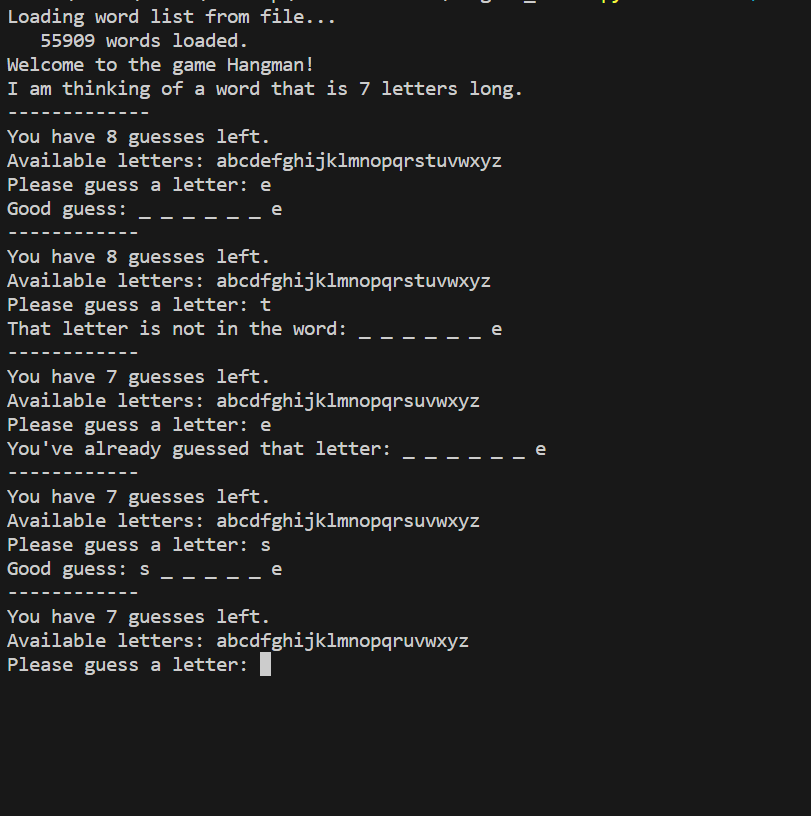 Loading word list from file...
   55909 words loaded.
Welcome to the game Hangman!
I am thinking of a word that is 7 letters long.
-------------
You have 8 guesses left.
Available letters: abcdefghijklmnopqrstuvwxyz
Please guess a letter: e
Good guess: _ _ _ _ _ _ e
------------
You have 8 guesses left.
Available letters: abcdfghijklmnopqrstuvwxyz
Please guess a letter: t
That letter is not in the word: _ _ _ _ _ _ e
------------
You have 7 guesses left.
Available letters: abcdfghijklmnopqrsuvwxyz
Please guess a letter: e
You've already guessed that letter: _ _ _ _ _ _ e
------------
You have 7 guesses left.
Available letters: abcdfghijklmnopqrsuvwxyz
Please guess a letter: s
Good guess: s _ _ _ _ _ e
------------
You have 7 guesses left.
Available letters: abcdfghijklmnopqruvwxyz
Please guess a letter: